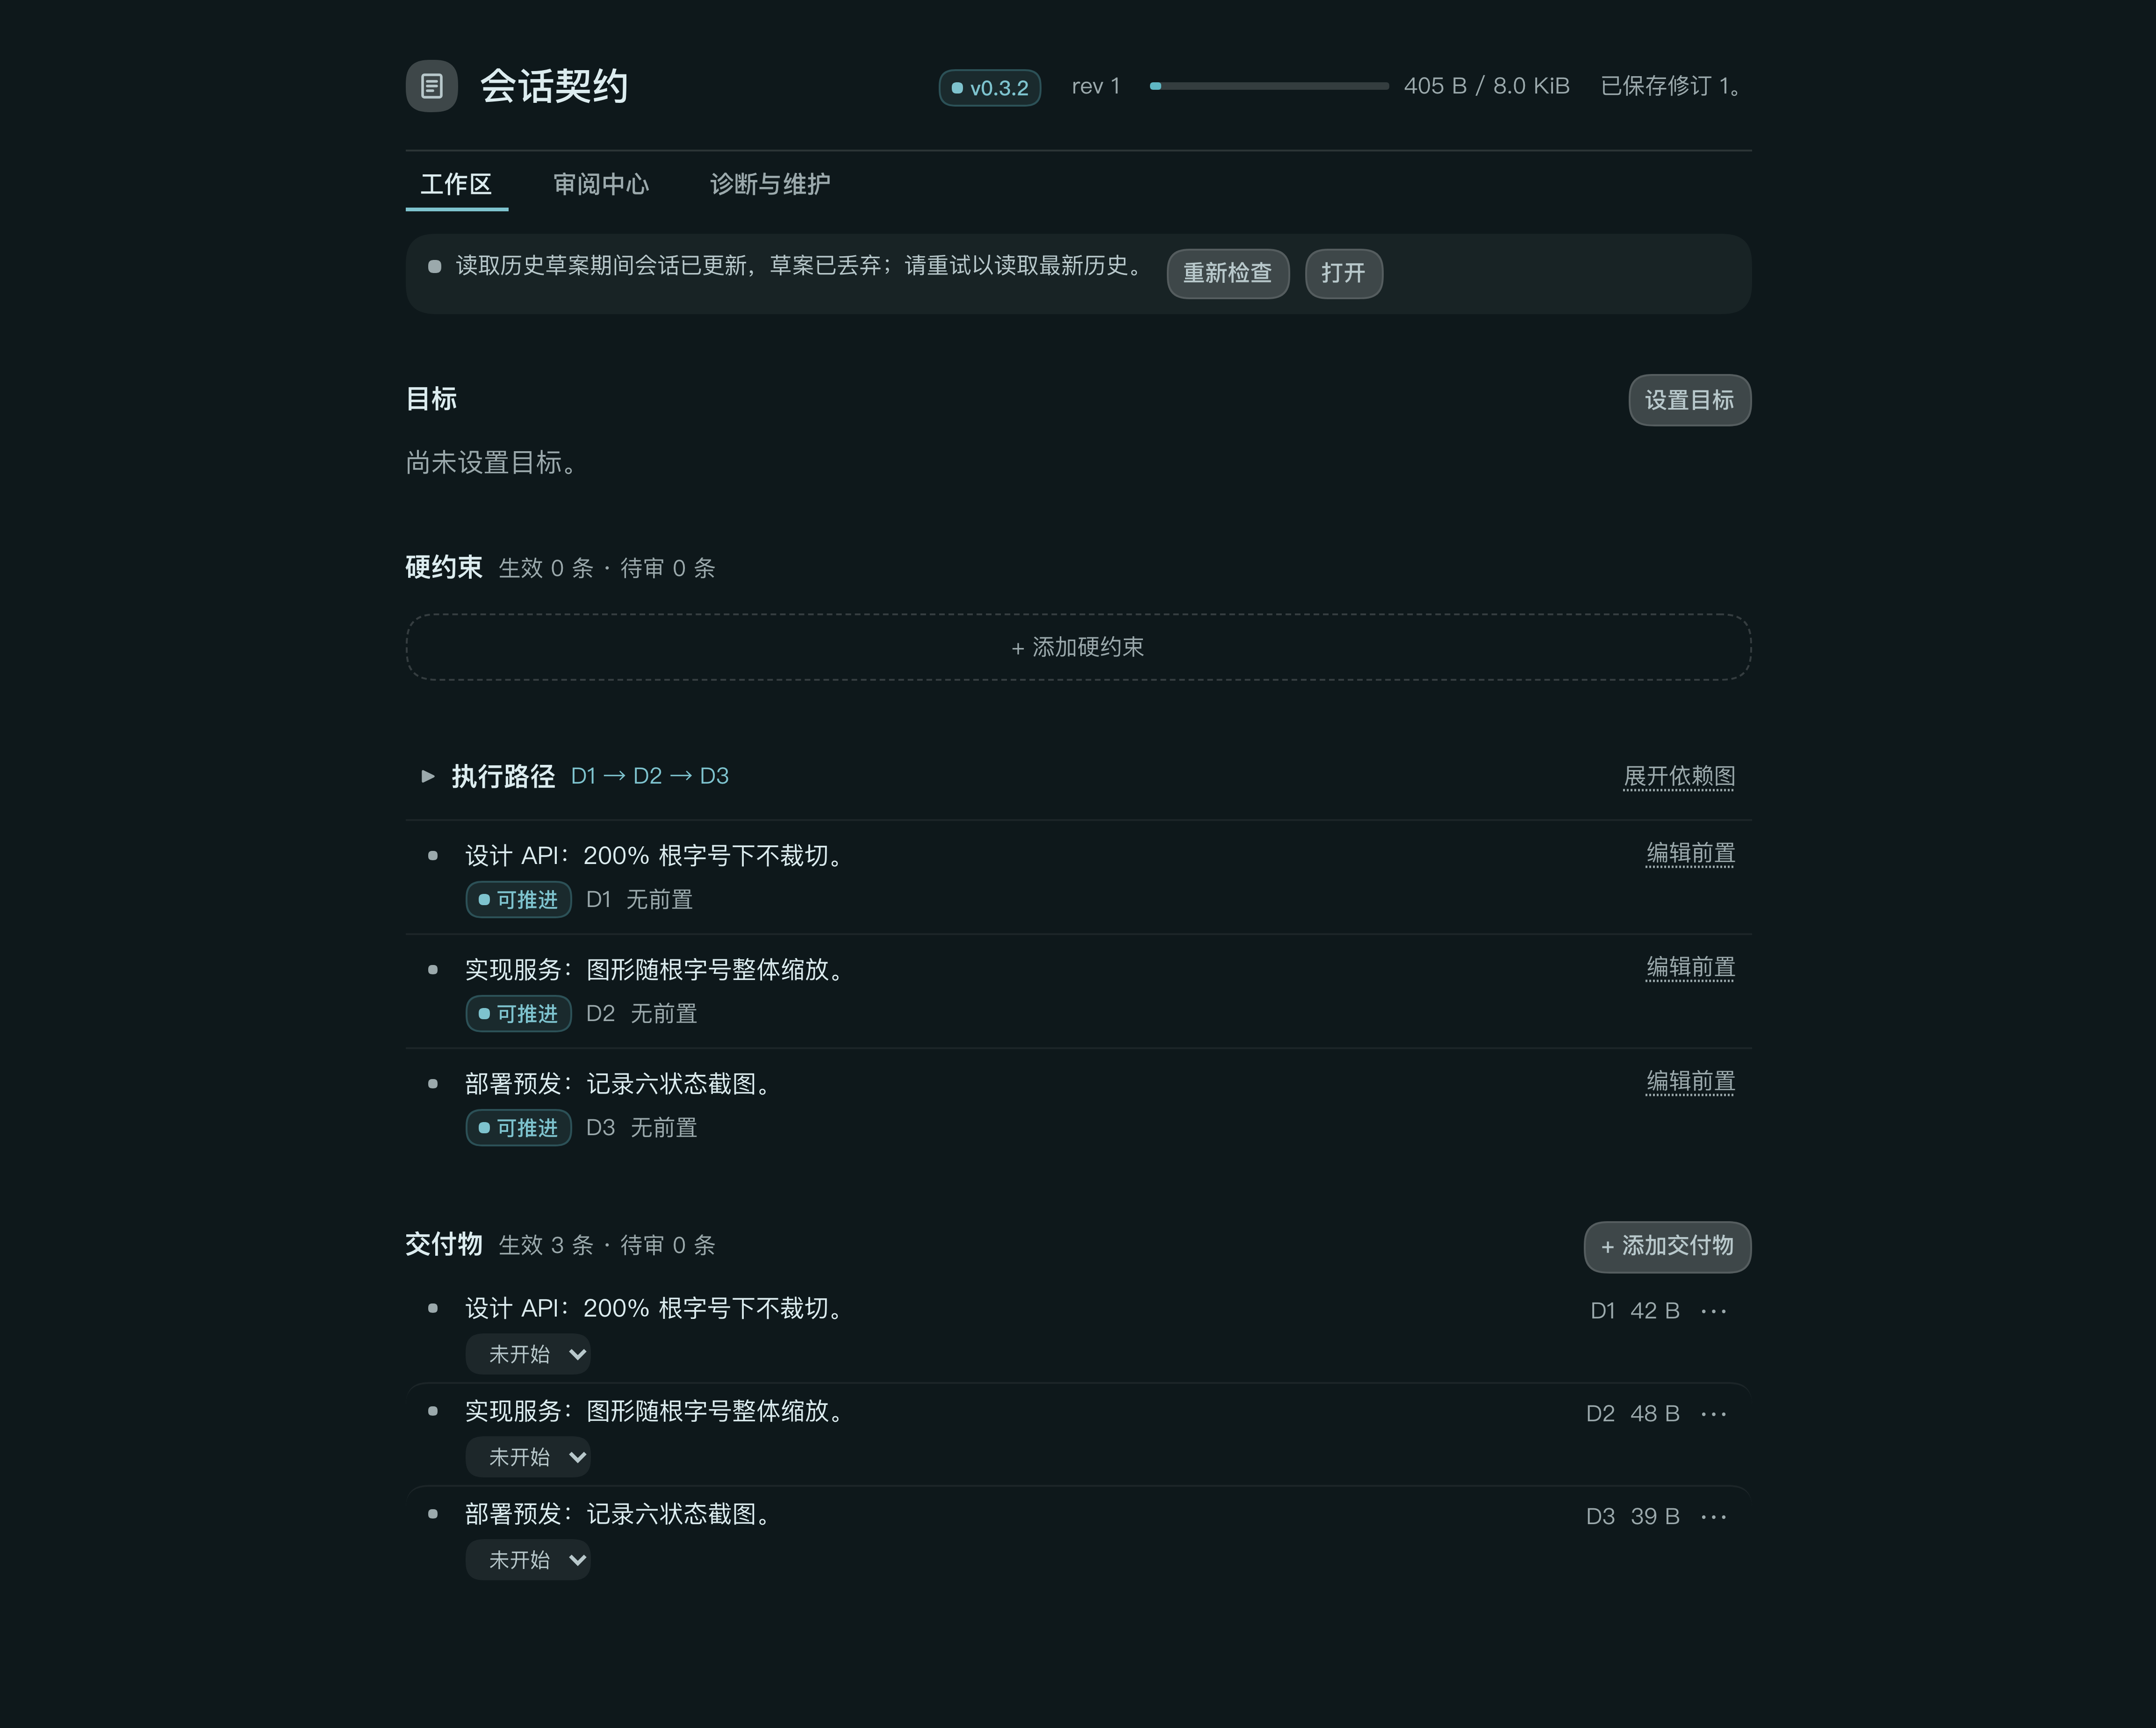 会话契约 v0.3.2 rev 1 405 B / 8.0 KiB 已保存修订 1。
工作区 审阅中心 诊断与维护
读取历史草案期间会话已更新，草案已丢弃；请重试以读取最新历史。 重新检查 打开
目标 设置目标
尚未设置目标。
硬约束 生效 0 条 · 待审 0 条
+ 添加硬约束
执行路径 D1 → D2 → D3 展开依赖图
设计 API：200% 根字号下不裁切。 编辑前置
可推进 D1 无前置
实现服务：图形随根字号整体缩放。 编辑前置
可推进 D2 无前置
部署预发：记录六状态截图。 编辑前置
可推进 D3 无前置
交付物 生效 3 条 · 待审 0 条 + 添加交付物
设计 API：200% 根字号下不裁切。 D1 42 B ···
未开始
实现服务：图形随根字号整体缩放。 D2 48 B ···
未开始
部署预发：记录六状态截图。 D3 39 B ···
未开始